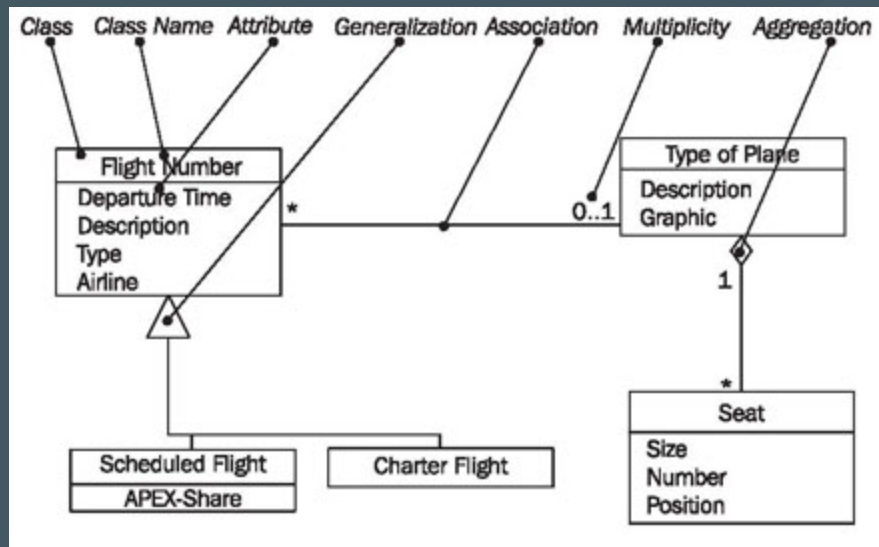 Class Class Name Attribute Generalization Association Multiplicity Aggregation
Flight Number
Departure Time
Description
Type
Airline
*
0..1
Type of Plane
Description
Graphic
1
*
Seat
Size
Number
Position
Scheduled Flight
APEX-Share
Charter Flight